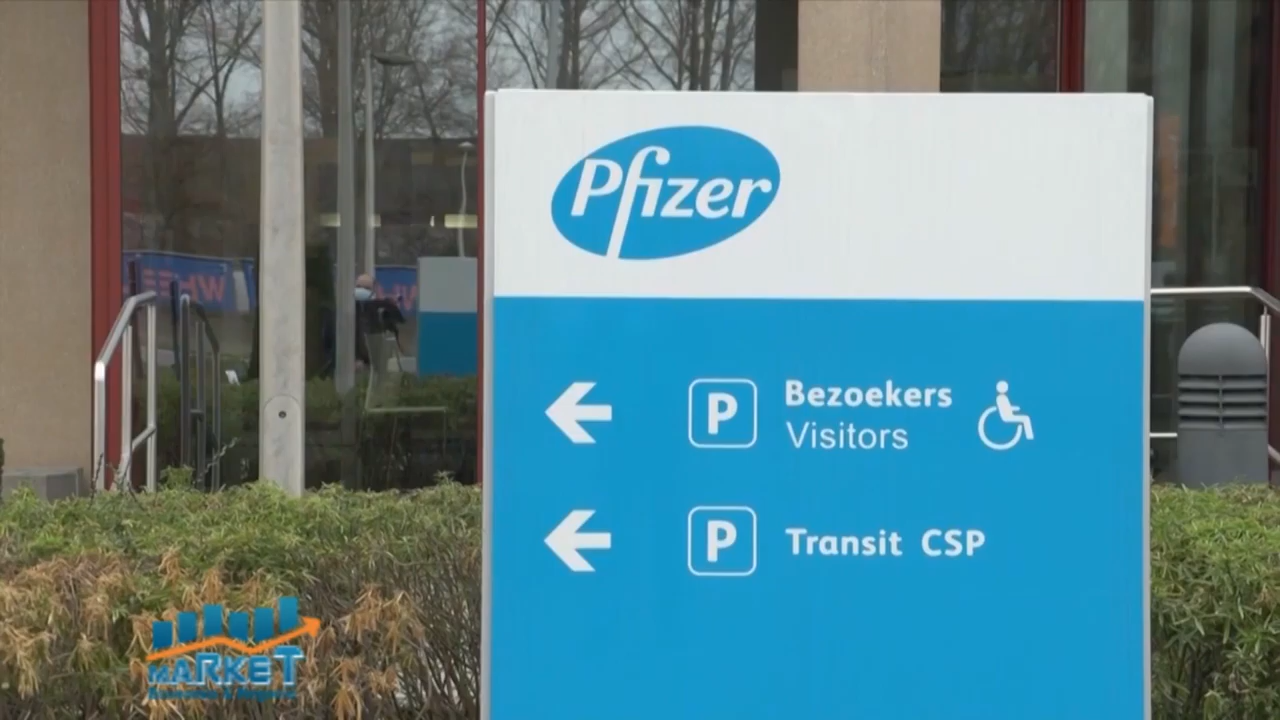 Pfizer
P Bezoekers
Visitors
P Transit CSP
MARKET